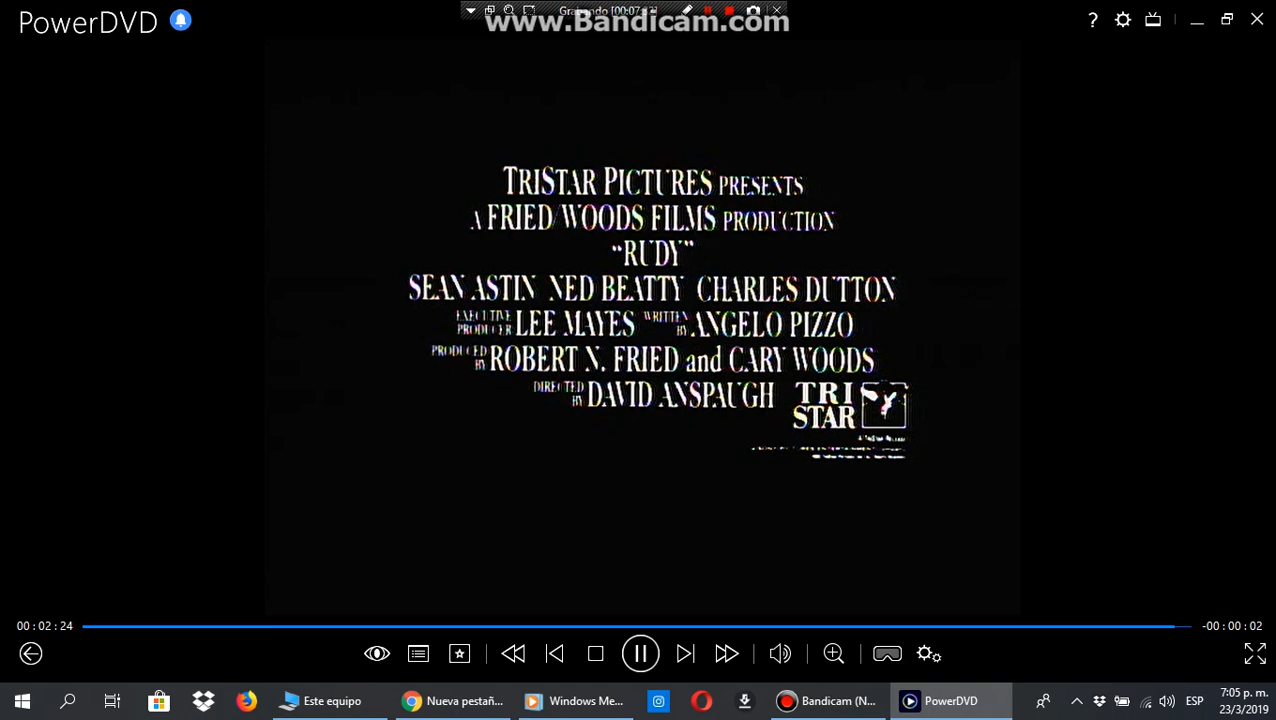 PowerDVD
Grabando
www.Bandicam.com
?
TRISTAR PICTURES PRESENTS
A FRIED/WOODS FILMS PRODUCTION
"RUDY"
SEAN ASTIN NED BEATTY CHARLES DUTTON
EXECUTIVE PRODUCER LEE MAYES WRITTEN BY ANGELO PIZZO
PRODUCED BY ROBERT N. FRIED and CARY WOODS
DIRECTED BY DAVID ANSPAUGH
TRI
STAR
00:02:24
-00:00:02
Este equipo
Nueva pestañ...
Windows Me...
Bandicam (N...
PowerDVD
ESP
7:05 p. m.
23/3/2019